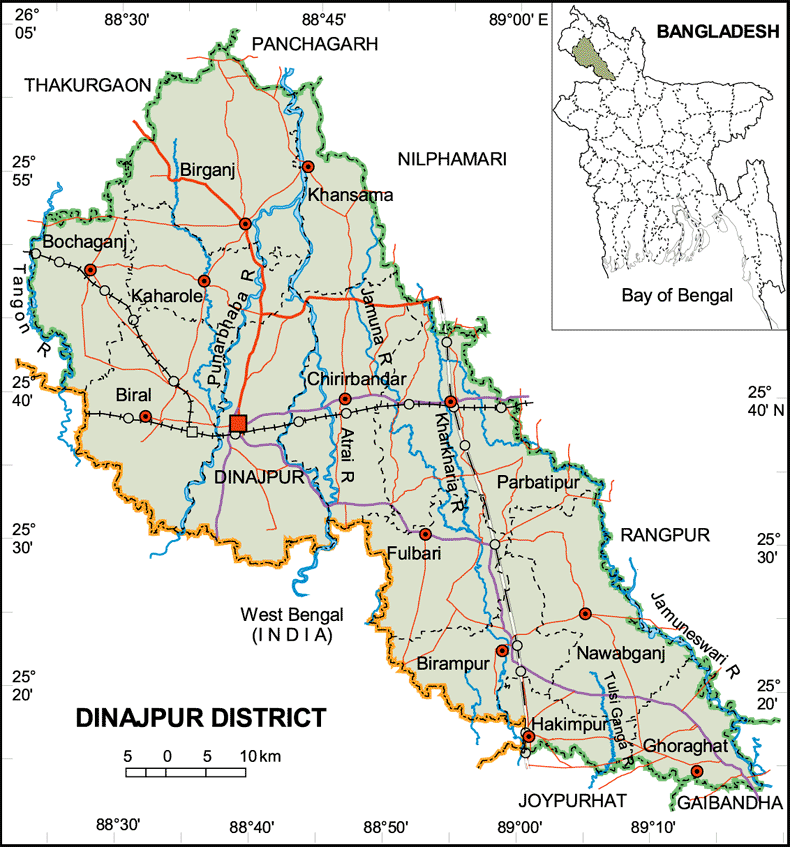 26°
05'
88°30'
88°45'
89°00' E
PANCHAGARH
BANGLADESH
THAKURGAON
NILPHAMARI
25°
55'
Birganj
Khansama
Bochaganj
Kaharole
Tangon R
Punarbhaba R
Jamuna R
Bay of Bengal
25°
40'
Biral
Chirirbandar
25°
40' N
Atrai R
Kharkharia R
DINAJPUR
Parbatipur
25°
30'
Fulbari
RANGPUR
25°
30'
West Bengal
(INDIA)
Jamuneswari R
Birampur
Nawabganj
25°
20'
Tulsi Ganga R
25°
20'
DINAJPUR DISTRICT
Hakimpur
Ghoraghat
5 0 5 10 km
JOYPURHAT
GAIBANDHA
88°30'
88°40'
88°50'
89°00'
89°10'